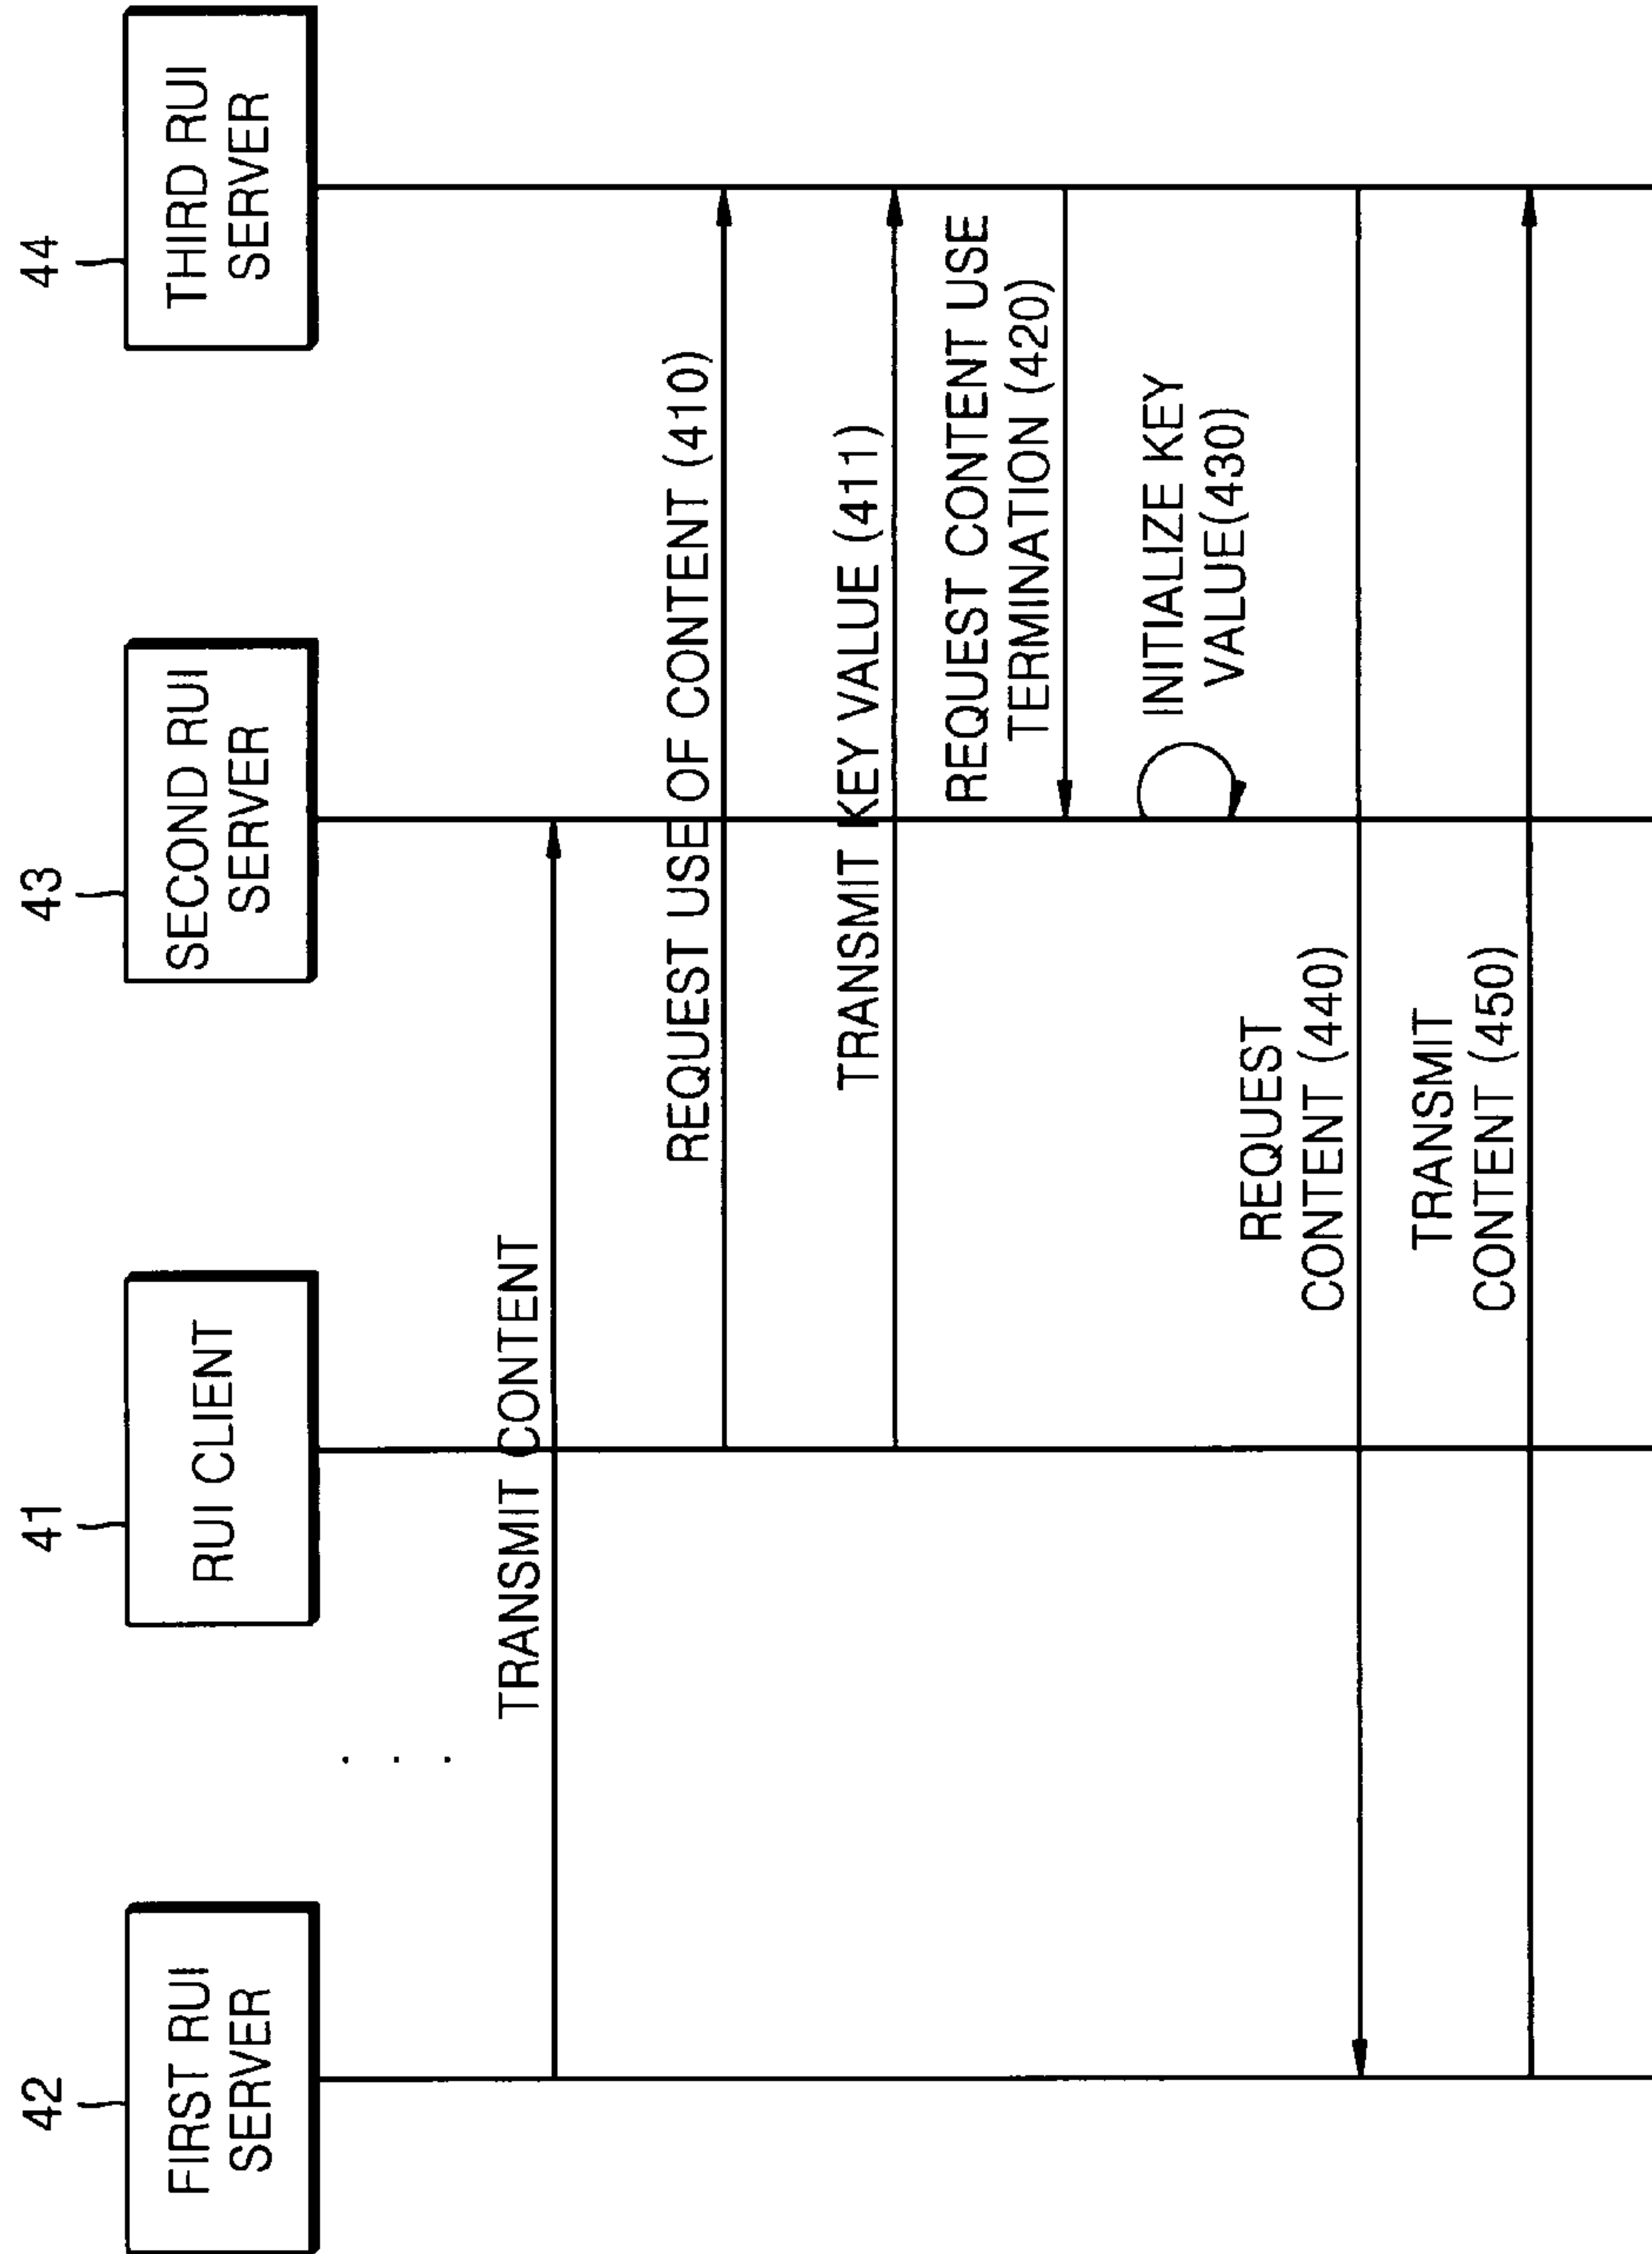 42
41
43
44
FIRST RUI
SERVER
RUI CLIENT
SECOND RUI
SERVER
THIRD RUI
SERVER
. . .
TRANSMIT CONTENT
REQUEST USE OF CONTENT (410)
TRANSMIT KEY VALUE (411)
REQUEST CONTENT USE
TERMINATION (420)
INITIALIZE KEY
VALUE(430)
REQUEST
CONTENT (440)
TRANSMIT
CONTENT (450)